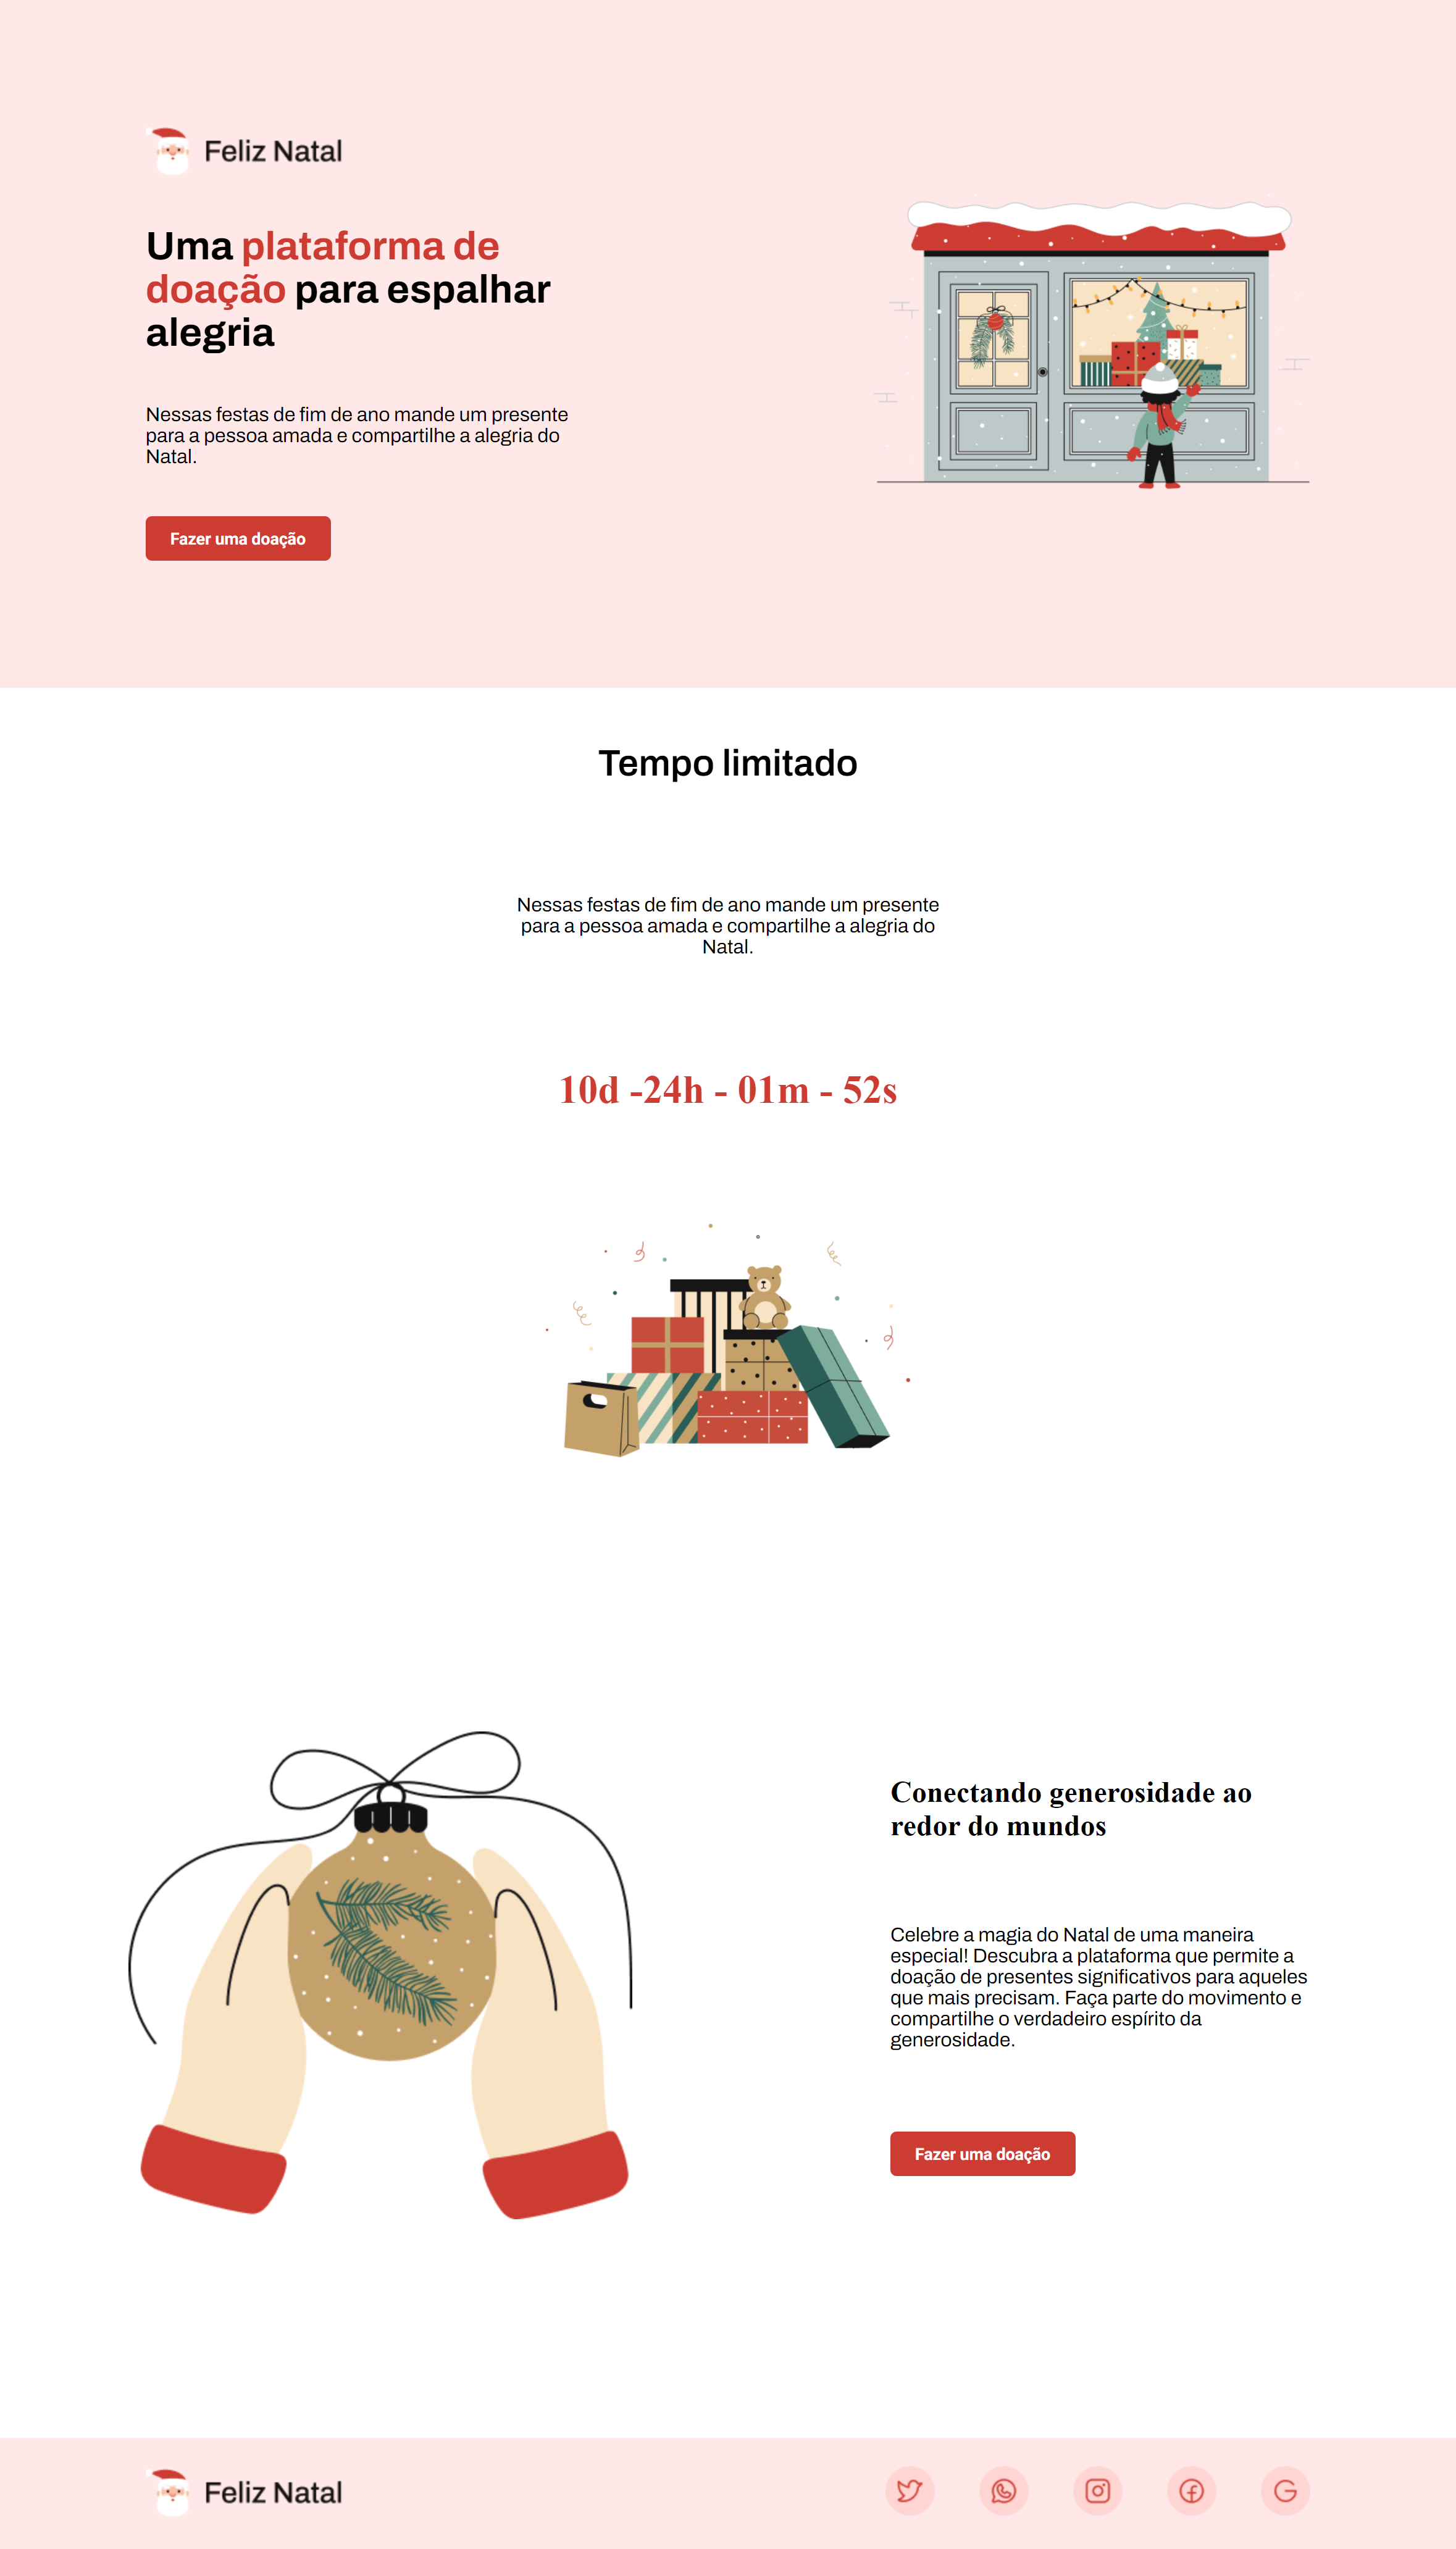 Feliz Natal
Uma plataforma de
doação para espalhar
alegria
Nessas festas de fim de ano mande um presente
para a pessoa amada e compartilhe a alegria do
Natal.
Fazer uma doação
Tempo limitado
Nessas festas de fim de ano mande um presente
para a pessoa amada e compartilhe a alegria do
Natal.
10d -24h - 01m - 52s
Conectando generosidade ao
redor do mundos
Celebre a magia do Natal de uma maneira
especial! Descubra a plataforma que permite a
doação de presentes significativos para aqueles
que mais precisam. Faça parte do movimento e
compartilhe o verdadeiro espírito da
generosidade.
Fazer uma doação
Feliz Natal